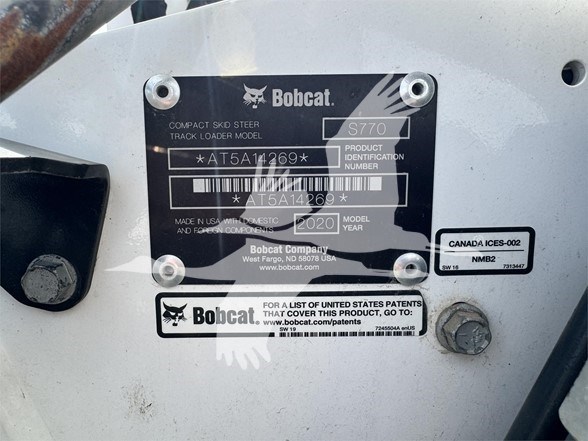 Bobcat.
COMPACT SKID STEER
TRACK LOADER MODEL
S770
*AT5A14269*
PRODUCT
IDENTIFICATION
NUMBER
*AT5A14269*
MADE IN USA WITH DOMESTIC
AND FOREIGN COMPONENTS
2020
MODEL
YEAR
Bobcat Company
West Fargo, ND 58078 USA
www.bobcat.com
CANADA ICES-002
NMB2
SW 16 7313447
Bobcat.
FOR A LIST OF UNITED STATES PATENTS
THAT COVER THIS PRODUCT, GO TO:
www.bobcat.com/patents
SW 19 7245504A enUS